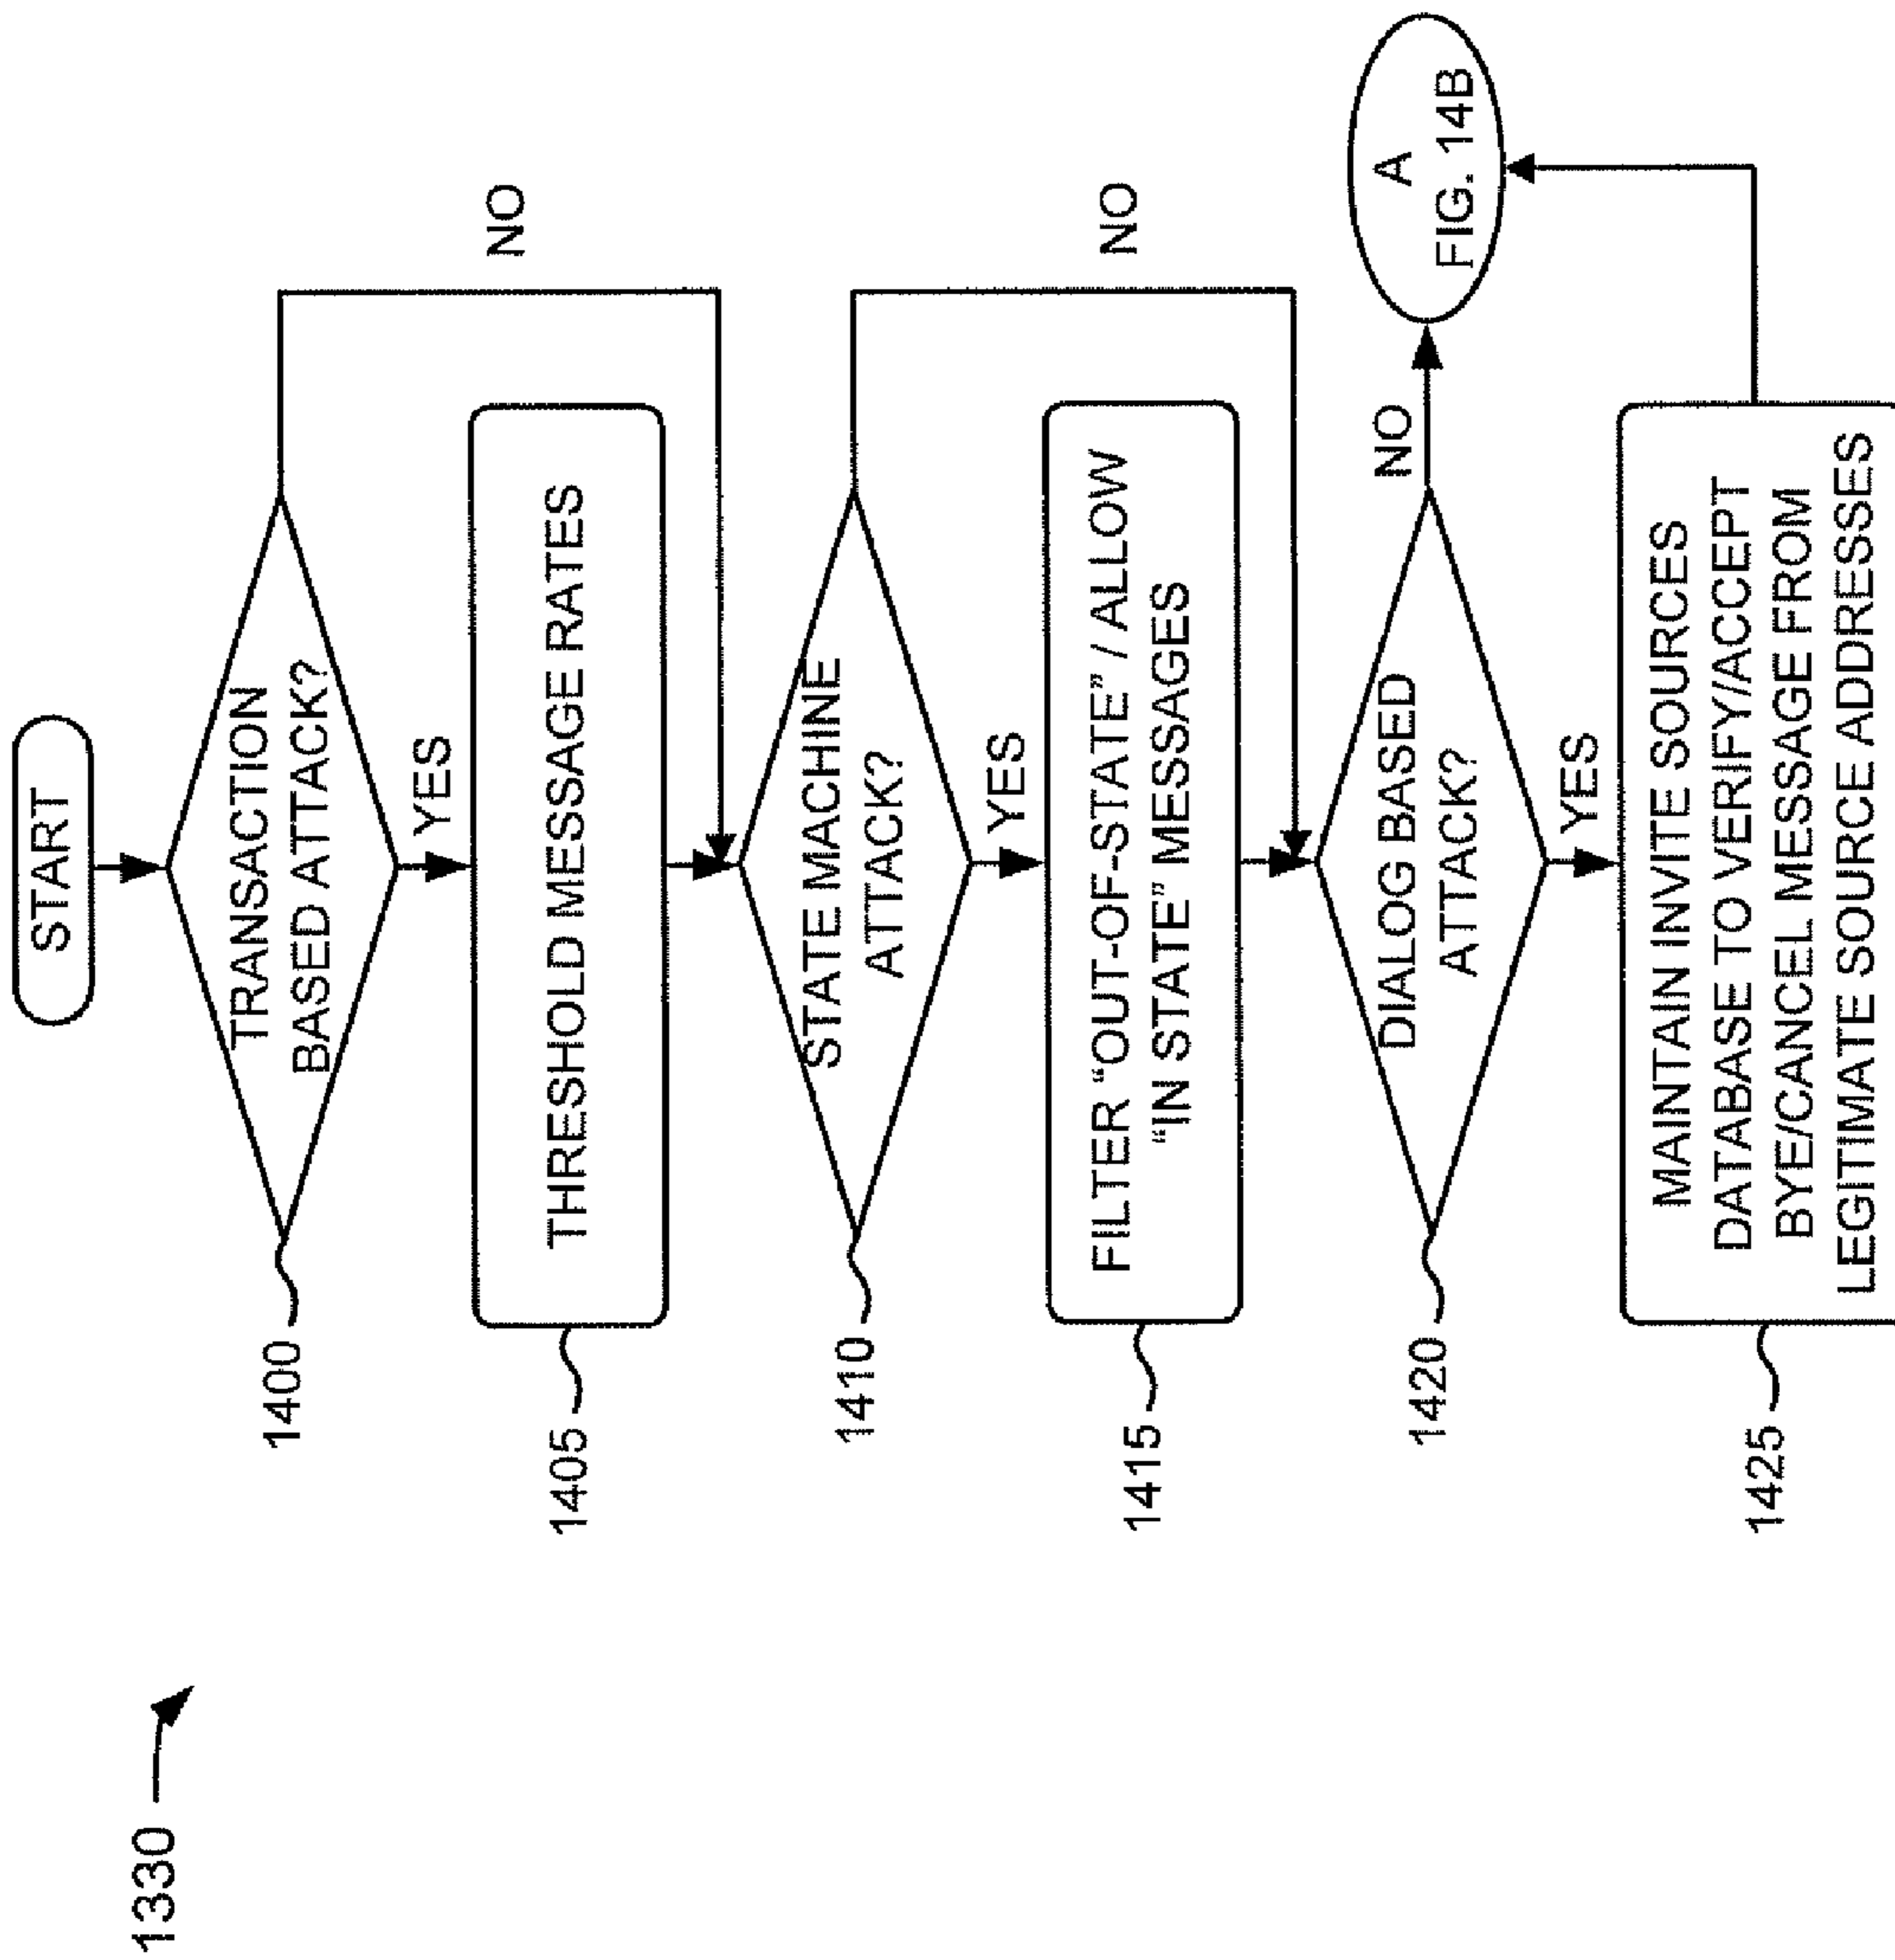 1330
START
1400
TRANSACTION
BASED ATTACK?
NO
YES
1405
THRESHOLD MESSAGE RATES
1410
STATE MACHINE
ATTACK?
NO
YES
1415
FILTER “OUT-OF-STATE” / ALLOW
“IN STATE” MESSAGES
1420
DIALOG BASED
ATTACK?
NO
A
FIG. 14B
YES
1425
MAINTAIN INVITE SOURCES
DATABASE TO VERIFY/ACCEPT
BYE/CANCEL MESSAGE FROM
LEGITIMATE SOURCE ADDRESSES